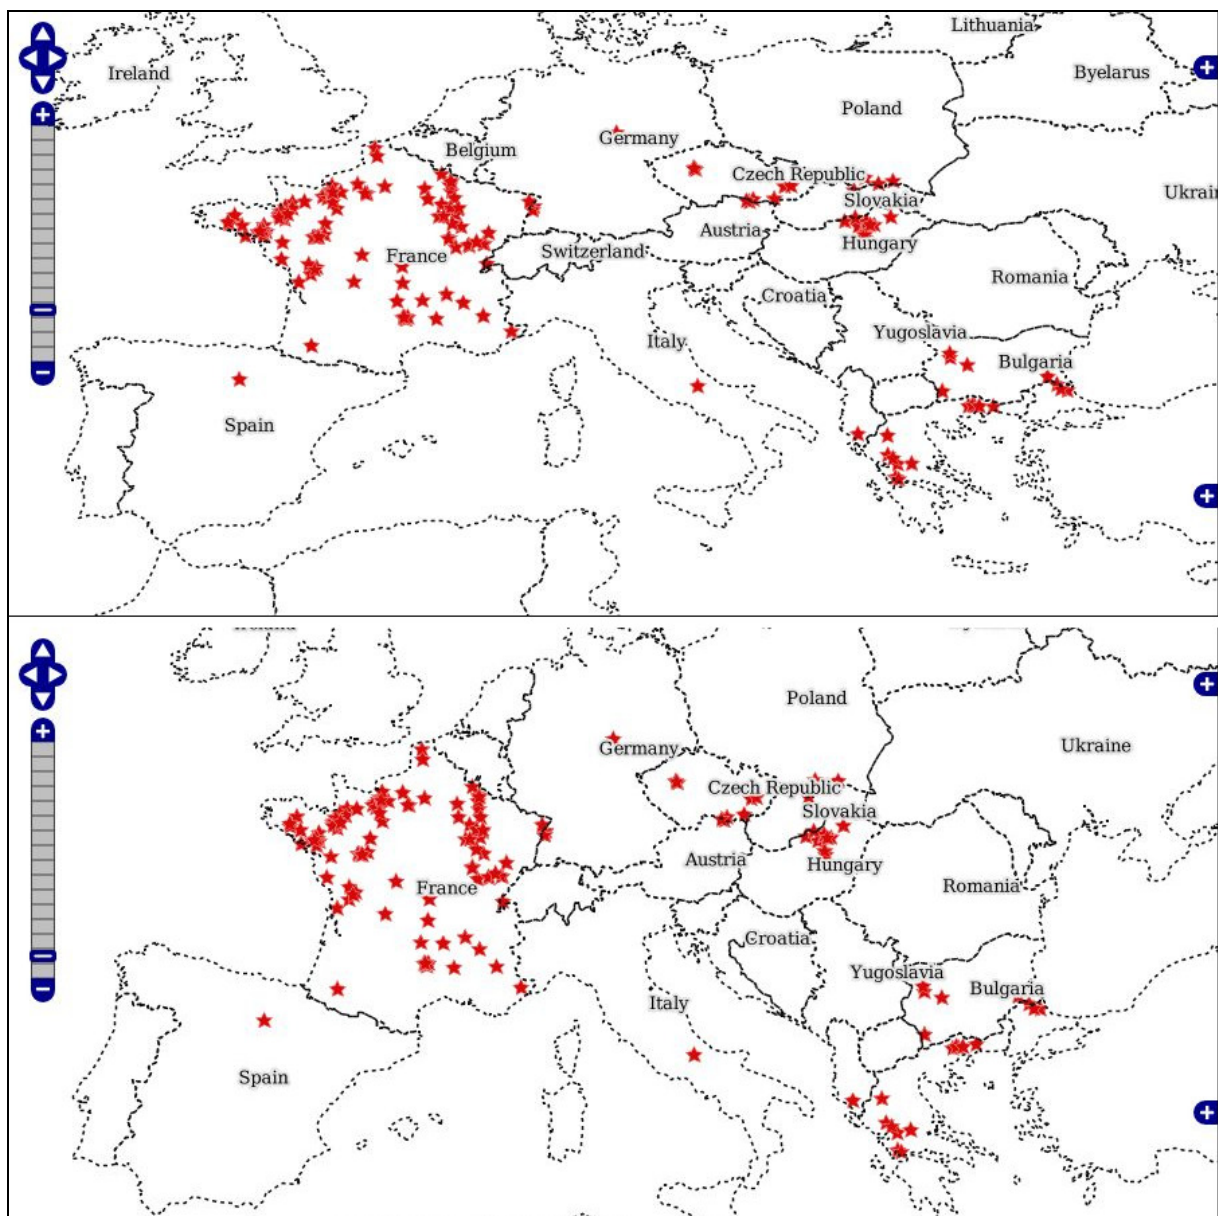 Lithuania
Ireland
Byelarus
Poland
Germany
Belgium
Czech Republic
Ukrain
Slovakia
Austria
France
Switzerland
Hungary
Romania
Croatia
Yugoslavia
Italy
Bulgaria
Spain
Poland
Germany
Ukraine
Czech Republic
Slovakia
Austria
Hungary
France
Romania
Croatia
Yugoslavia
Bulgaria
Italy
Spain